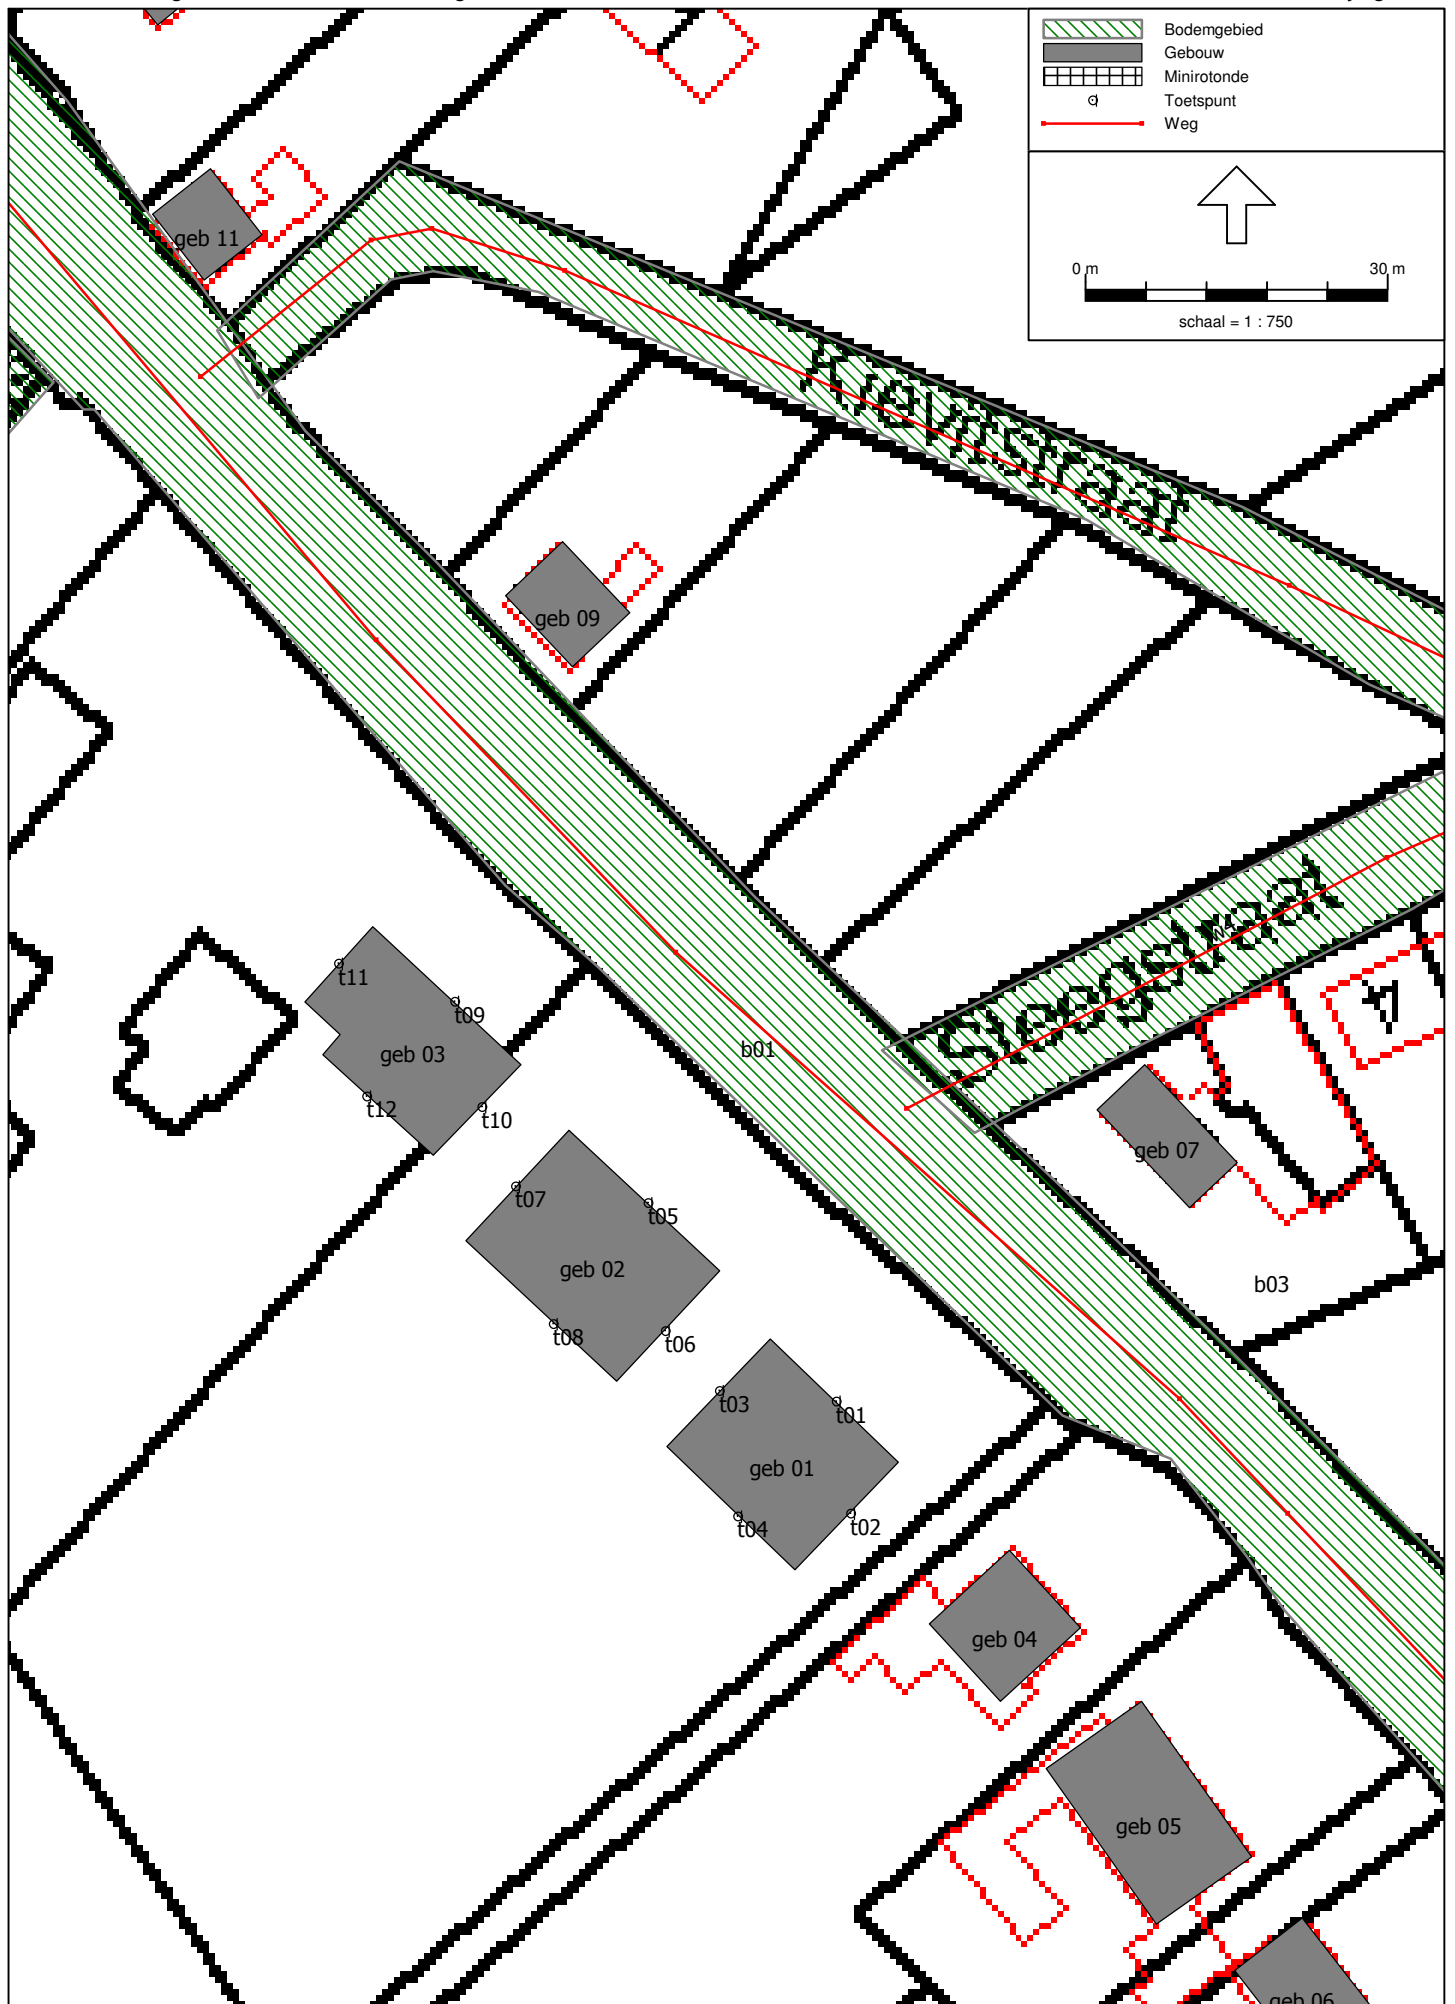 Bodemgebied
Gebouw
Minirotonde
Toetspunt
Weg
0 m 30 m
schaal = 1 : 750
geb 11
geb 09
t11
t09
geb 03
b01
t12
t10
geb 07
t07
t05
geb 02
b03
t08
t06
t03
t01
geb 01
t04
t02
geb 04
geb 05
geb 06